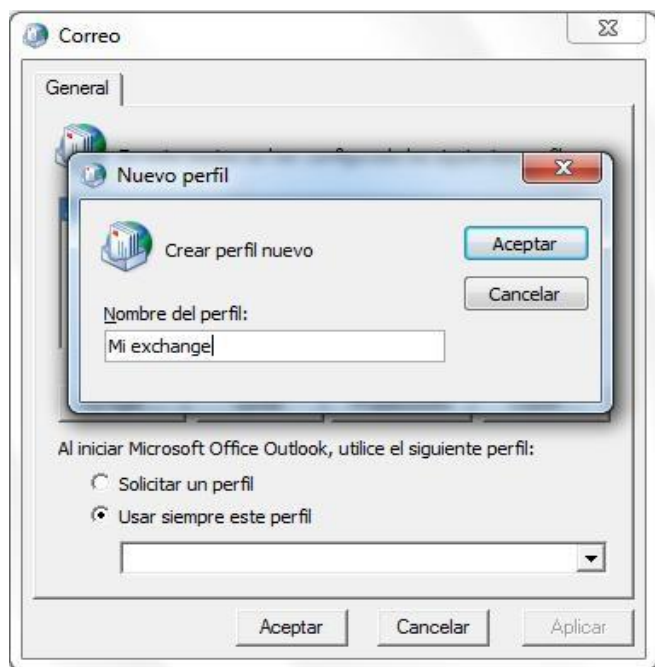 Correo
General
Nuevo perfil
Crear perfil nuevo
Aceptar
Cancelar
Nombre del perfil:
Mi exchange
Al iniciar Microsoft Office Outlook, utilice el siguiente perfil:
Solicitar un perfil
Usar siempre este perfil
Aceptar
Cancelar
Aplicar